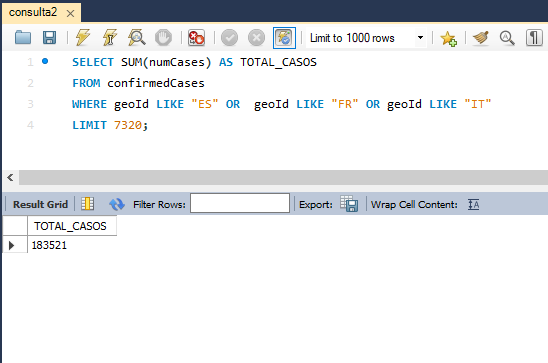 consulta2
Limit to 1000 rows
1 SELECT SUM(numCases) AS TOTAL_CASOS
2 FROM confirmedCases
3 WHERE geoId LIKE "ES" OR  geoId LIKE "FR" OR geoId LIKE "IT"
4 LIMIT 7320;
Result Grid Filter Rows: Export: Wrap Cell Content:
TOTAL_CASOS
183521